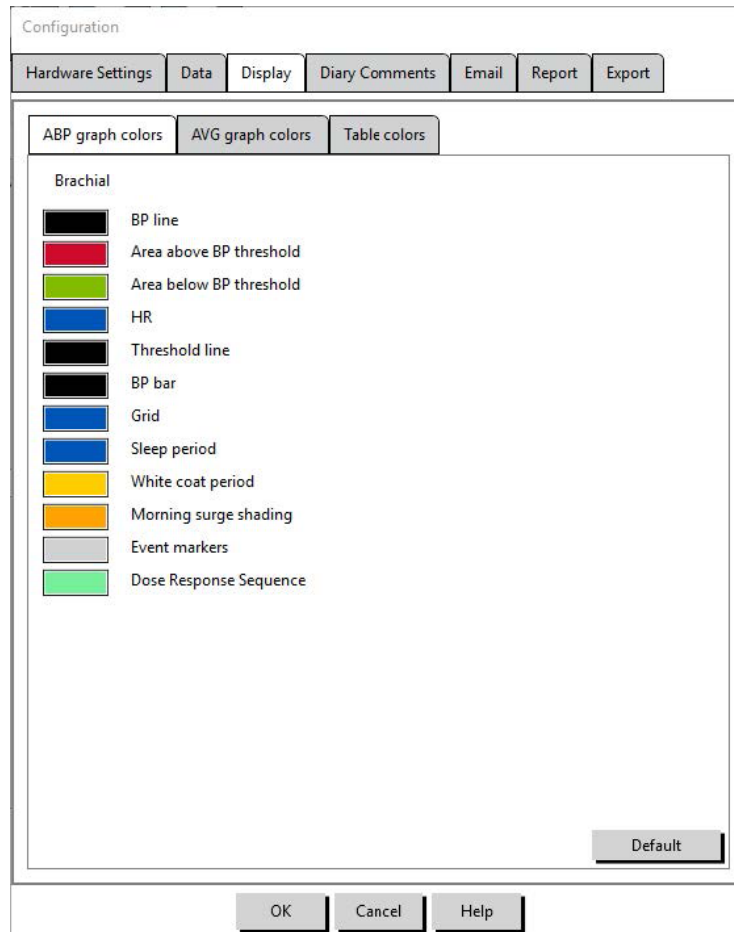 Configuration
Hardware Settings Data Display Diary Comments Email Report Export
ABP graph colors AVG graph colors Table colors
Brachial
BP line
Area above BP threshold
Area below BP threshold
HR
Threshold line
BP bar
Grid
Sleep period
White coat period
Morning surge shading
Event markers
Dose Response Sequence
Default
OK Cancel Help